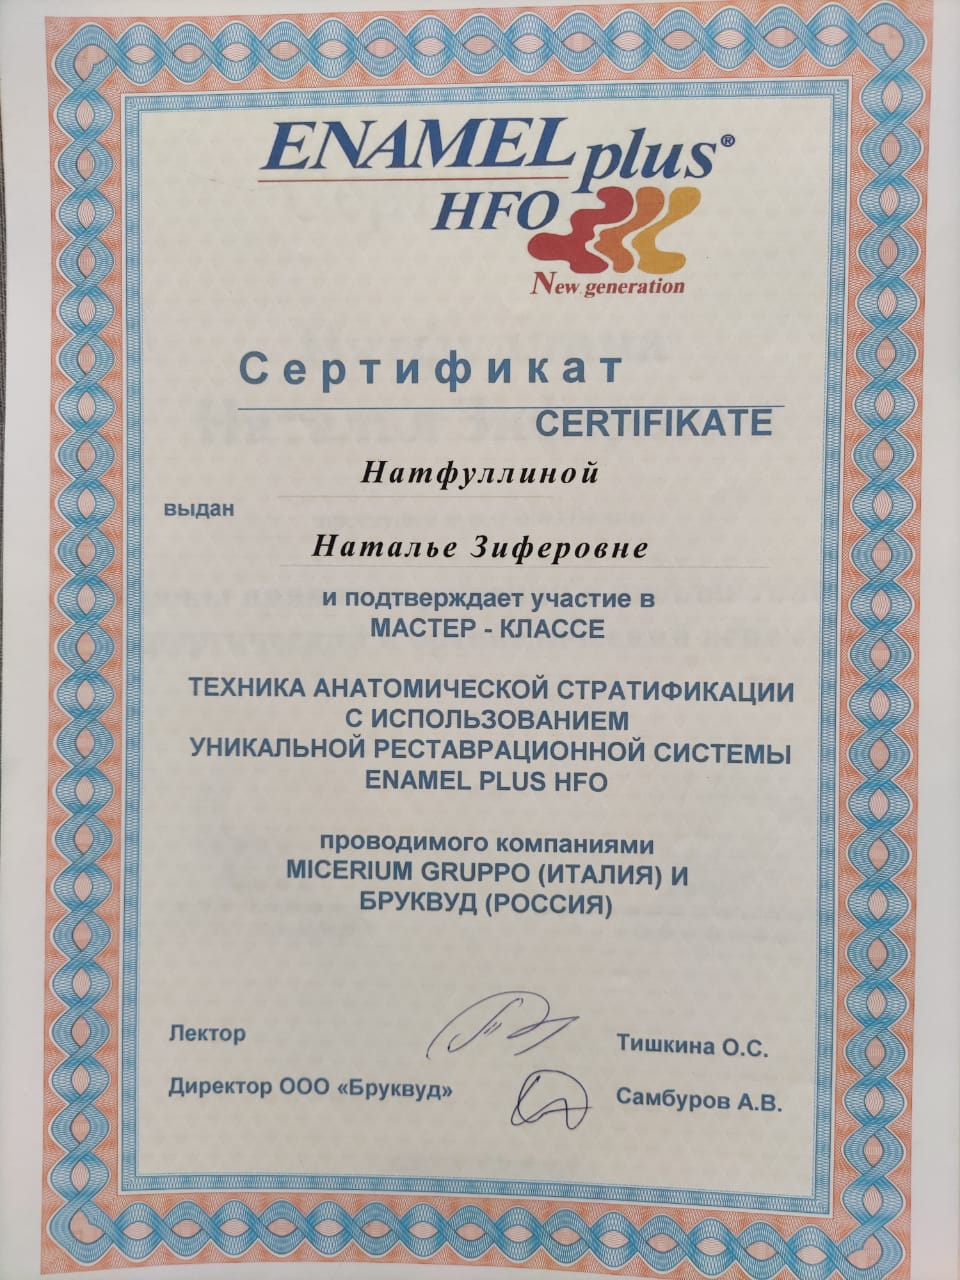 ENAMEL plus®
HFO
New generation
Сертификат
CERTIFIKATE
Натфуллиной
выдан
Наталье Зиферовне
и подтверждает участие в
МАСТЕР - КЛАССЕ
ТЕХНИКА АНАТОМИЧЕСКОЙ СТРАТИФИКАЦИИ
С ИСПОЛЬЗОВАНИЕМ
УНИКАЛЬНОЙ РЕСТАВРАЦИОННОЙ СИСТЕМЫ
ENAMEL PLUS HFO
проводимого компаниями
MICERIUM GRUPPO (ИТАЛИЯ) И
БРУКВУД (РОССИЯ)
Лектор Тишкина О.С.
Директор ООО «Бруквуд» Самбуров А.В.